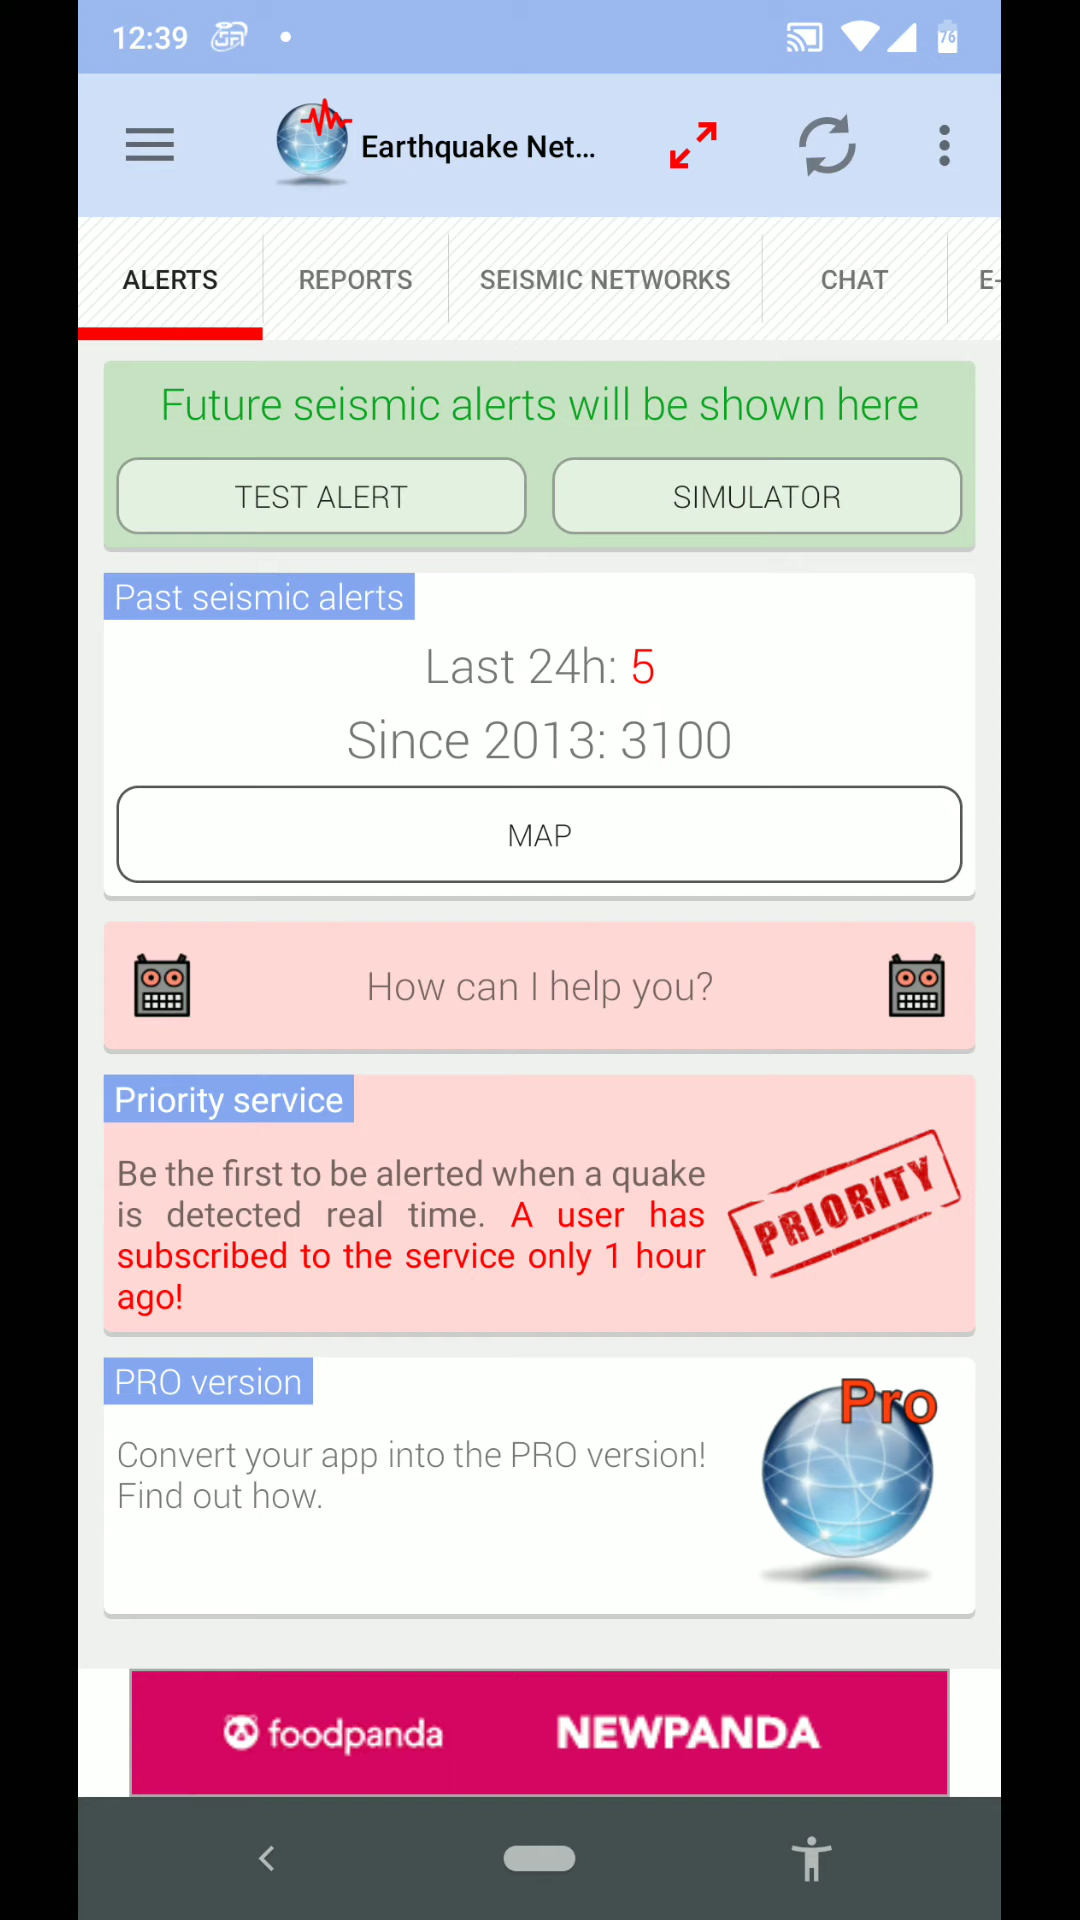 12:39
76
Earthquake Net...
ALERTS
REPORTS
SEISMIC NETWORKS
CHAT
E-
Future seismic alerts will be shown here
TEST ALERT
SIMULATOR
Past seismic alerts
Last 24h: 5
Since 2013: 3100
MAP
How can I help you?
Priority service
Be the first to be alerted when a quake
is detected real time. A user has
subscribed to the service only 1 hour
ago!
PRIORITY
PRO version
Pro
Convert your app into the PRO version!
Find out how.
foodpanda
NEWPANDA